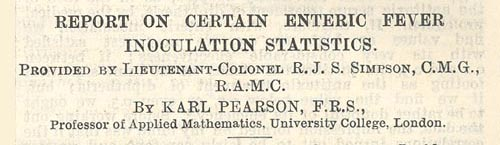 REPORT ON CERTAIN ENTERIC FEVER
INOCULATION STATISTICS.
PROVIDED BY LIEUTENANT-COLONEL R. J. S. SIMPSON, C.M.G.,
R.A.M.C.
BY KARL PEARSON, F.R.S.,
Professor of Applied Mathematics, University College, London.